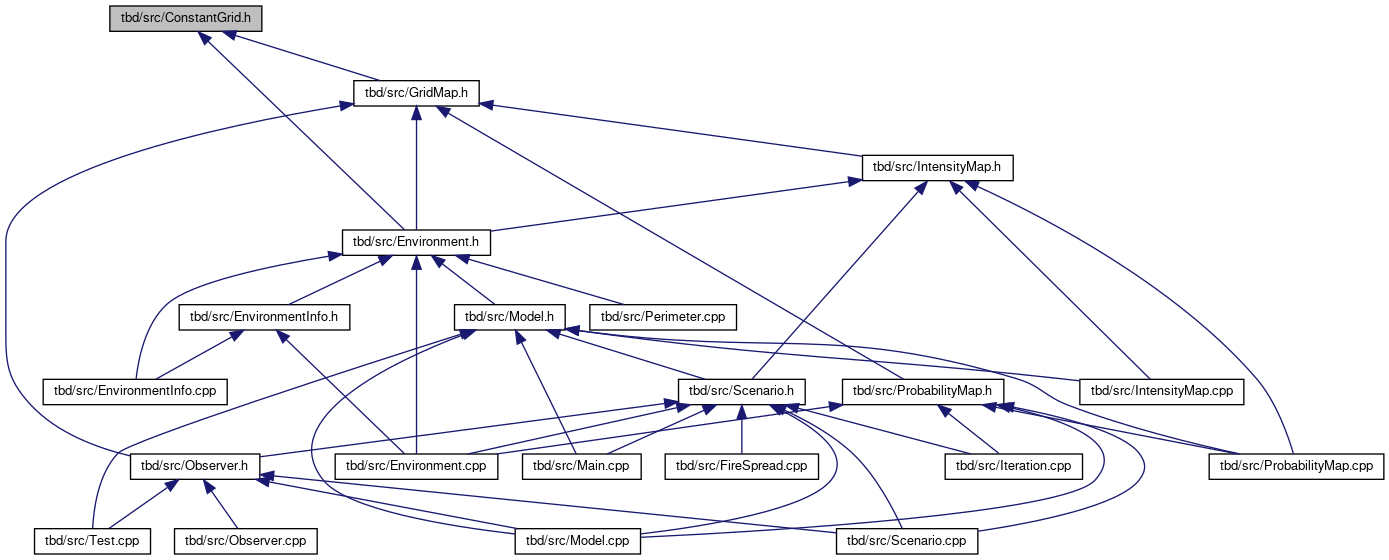 tbd/src/ConstantGrid.h
tbd/src/GridMap.h
tbd/src/IntensityMap.h
tbd/src/Environment.h
tbd/src/EnvironmentInfo.h
tbd/src/Model.h
tbd/src/Perimeter.cpp
tbd/src/EnvironmentInfo.cpp
tbd/src/Scenario.h
tbd/src/ProbabilityMap.h
tbd/src/IntensityMap.cpp
tbd/src/Observer.h
tbd/src/Environment.cpp
tbd/src/Main.cpp
tbd/src/FireSpread.cpp
tbd/src/Iteration.cpp
tbd/src/ProbabilityMap.cpp
tbd/src/Test.cpp
tbd/src/Observer.cpp
tbd/src/Model.cpp
tbd/src/Scenario.cpp